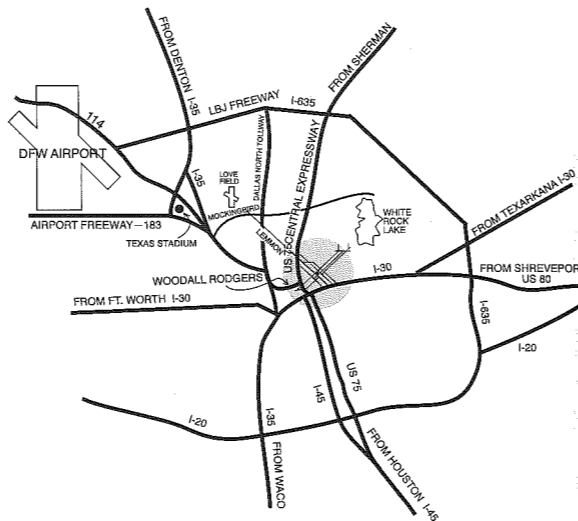 FROM DENTON I-35
FROM SHERMAN
114
LBJ FREEWAY
I-635
DFW AIRPORT
I-35
LOVE
FIELD
DALLAS NORTH TOLLWAY
US 75 CENTRAL EXPRESSWAY
MOCKINGBIRD
WHITE
ROCK
LAKE
FROM TEXARKANA I-30
AIRPORT FREEWAY—183
TEXAS STADIUM
LEMMON
WOODALL RODGERS
I-30
FROM SHREVEPOR
US 80
FROM FT. WORTH I-30
I-635
I-20
US 75
I-45
I-20
I-35
FROM WACO
FROM HOUSTON I-45